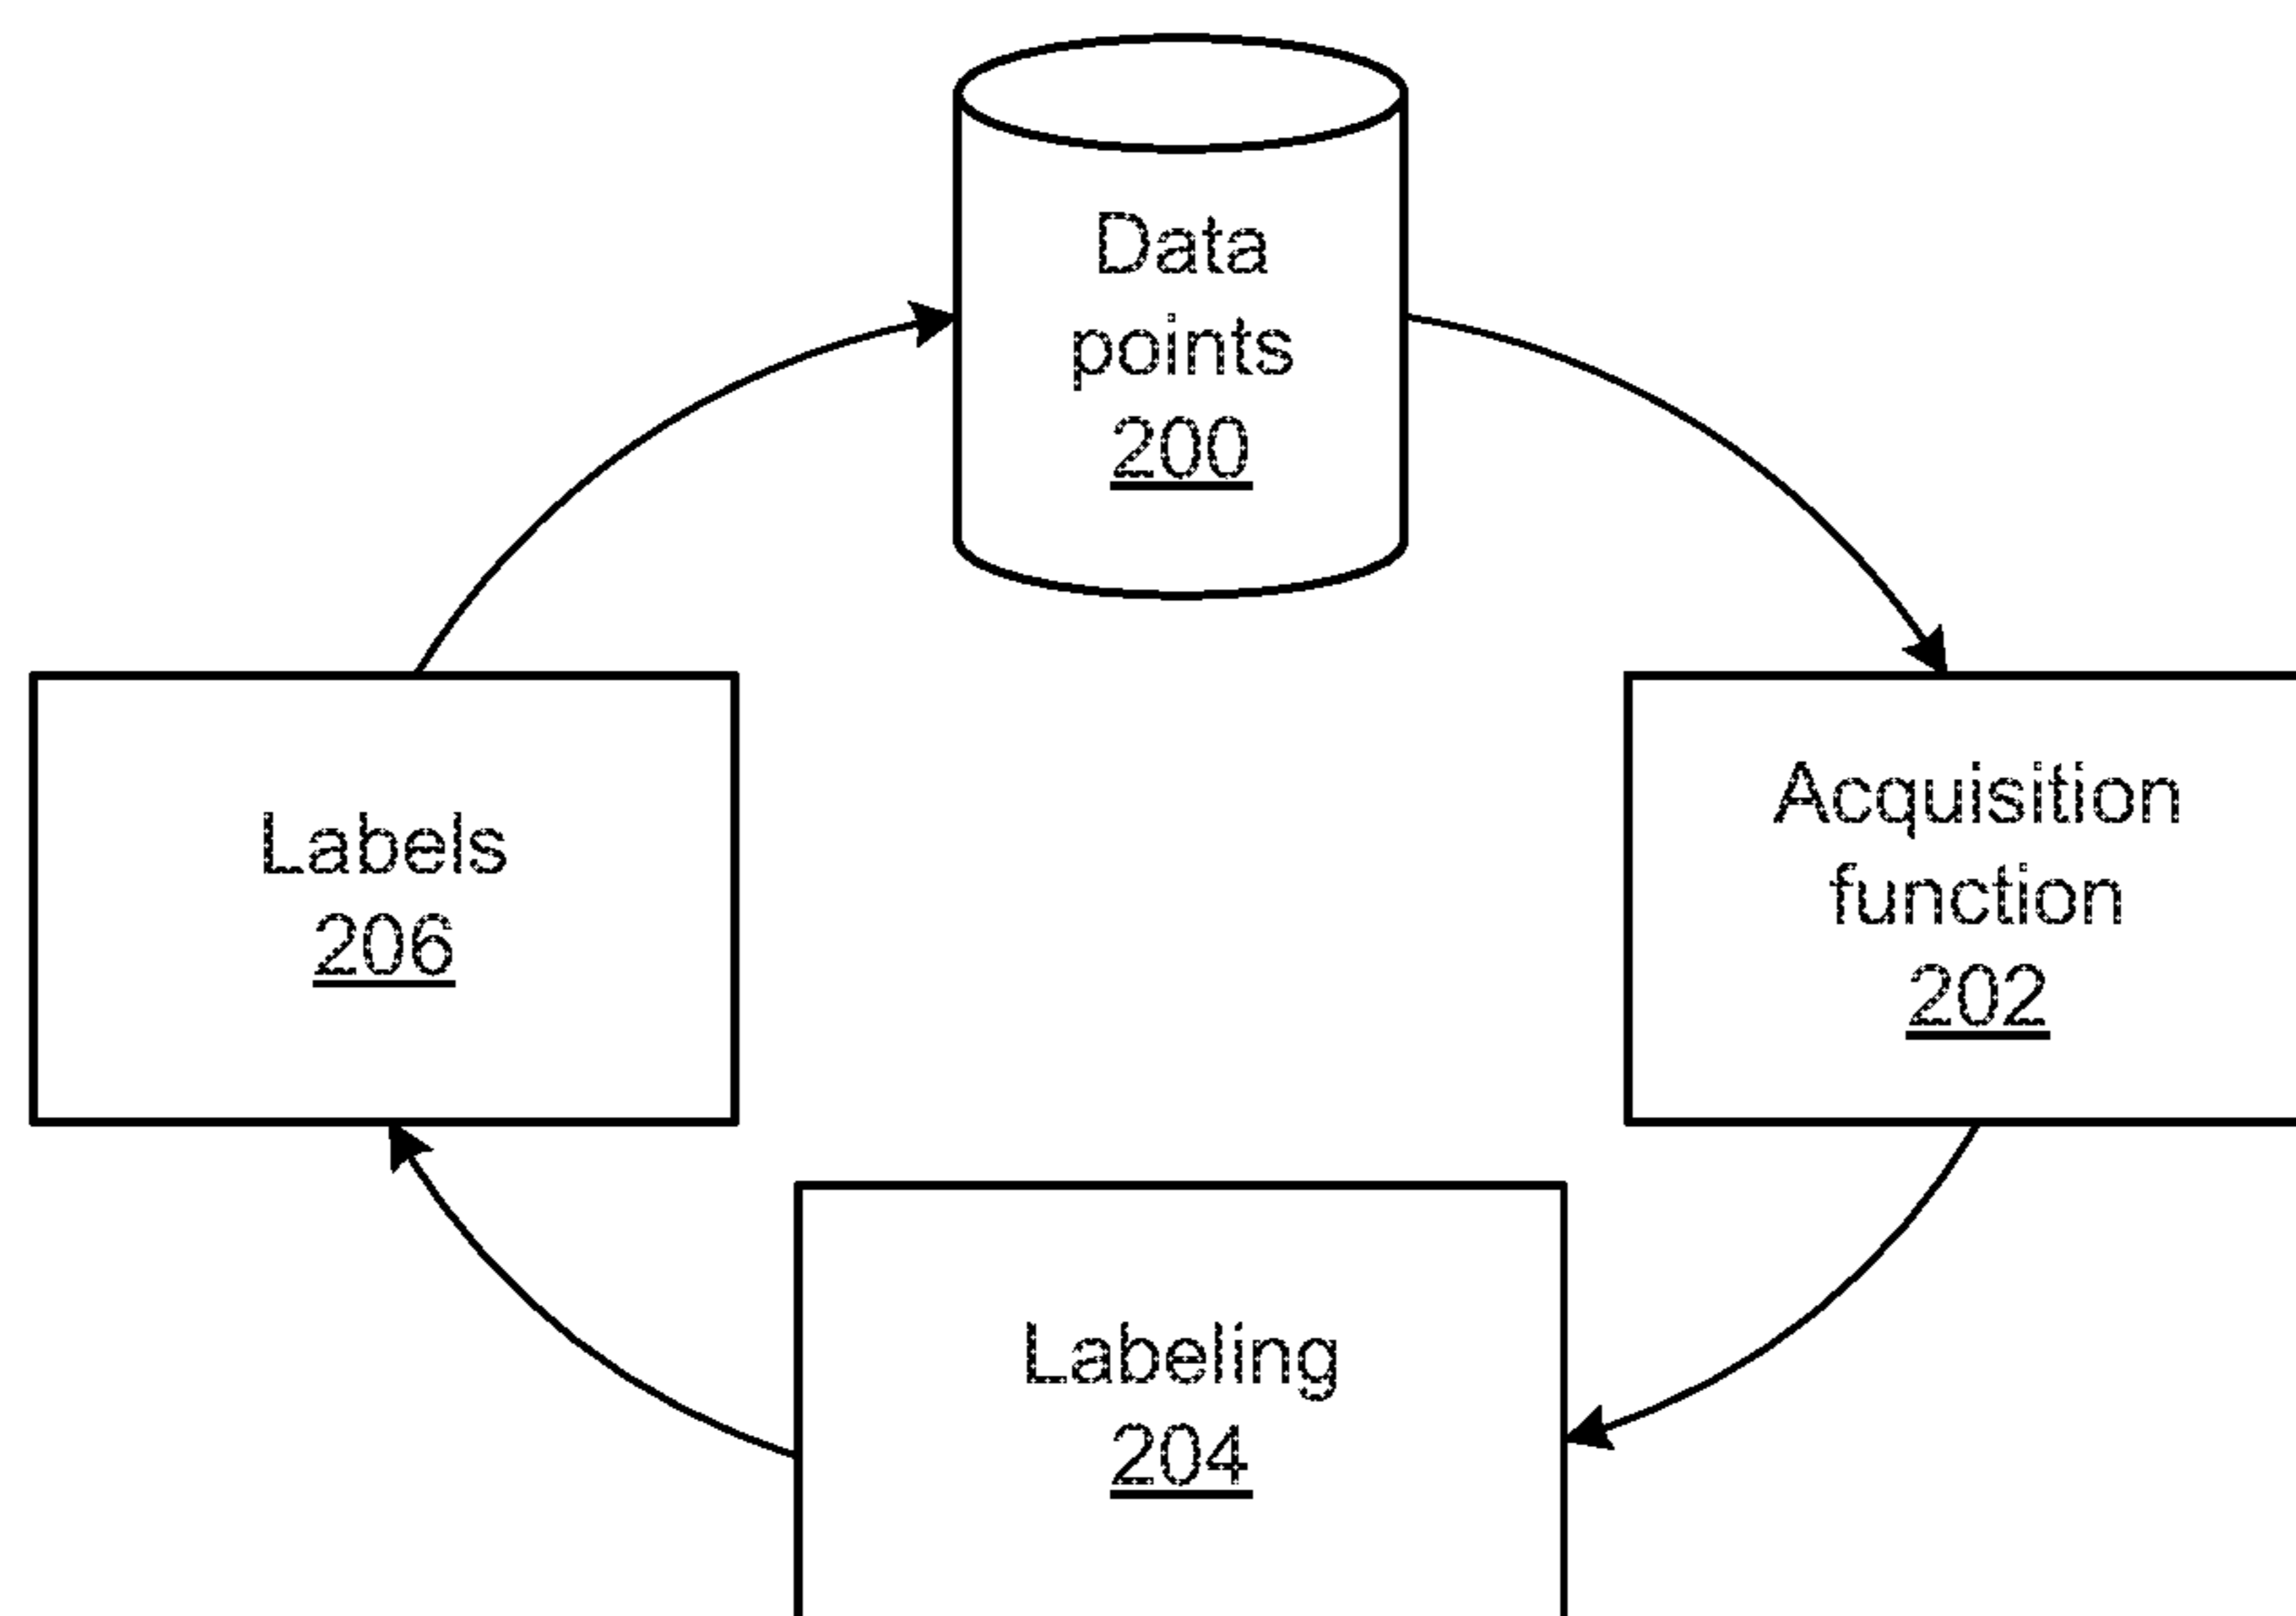 Data
points
200
Labels
206
Acquisition
function
202
Labeling
204